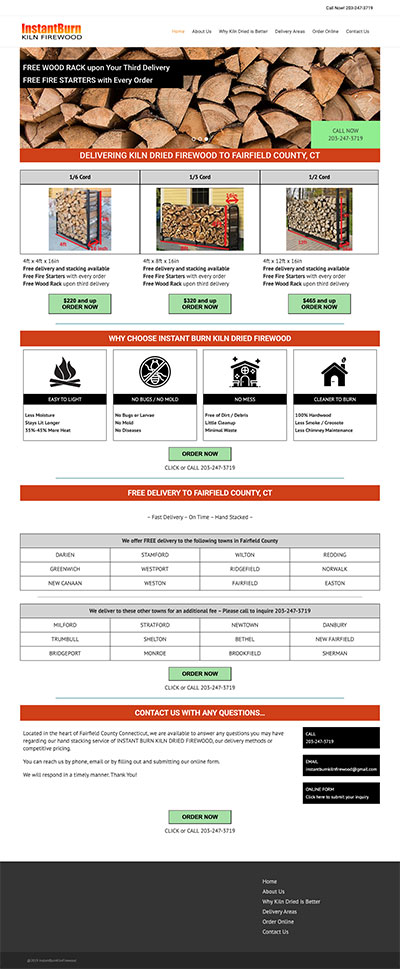 Call Now! 203-247-3719
InstantBurn
KILN FIREWOOD
Home About Us Why Kiln Dried is Better Delivery Areas Order Online Contact Us
FREE WOOD RACK upon Your Third Delivery
FREE FIRE STARTERS with Every Order
CALL NOW
203-247-3719
DELIVERING KILN DRIED FIREWOOD TO FAIRFIELD COUNTY, CT
1/6 Cord 1/3 Cord 1/2 Cord
4ft x 4ft x 16in
Free delivery and stacking available
Free Fire Starters with every order
Free Wood Rack upon third delivery
$220 and up
ORDER NOW
4ft x 8ft x 16in
Free delivery and stacking available
Free Fire Starters with every order
Free Wood Rack upon third delivery
$320 and up
ORDER NOW
4ft x 12ft x 16in
Free delivery and stacking available
Free Fire Starters with every order
Free Wood Rack upon third delivery
$465 and up
ORDER NOW
WHY CHOOSE INSTANT BURN KILN DRIED FIREWOOD
EASY TO LIGHT
Less Moisture
Stays Lit Longer
35%-45% More Heat
NO BUGS / NO MOLD
No Bugs or Larvae
No Mold
No Diseases
NO MESS
Free of Dirt / Debris
Little Cleanup
Minimal Waste
CLEANER TO BURN
100% Hardwood
Less Smoke / Creosote
Less Chimney Maintenance
ORDER NOW
CLICK OR CALL 203-247-3719
FREE DELIVERY TO FAIRFIELD COUNTY, CT
~ Fast Delivery ~ On Time ~ Hand Stacked ~
We offer FREE delivery to the following towns in Fairfield County
DARIEN STAMFORD WILTON REDDING
GREENWICH WESTPORT RIDGEFIELD NORWALK
NEW CANAAN WESTON FAIRFIELD EASTON
We deliver to these other towns for an additional fee ~ Please call to inquire 203-247-3719
MILFORD STRATFORD NEWTOWN DANBURY
TRUMBULL SHELTON BETHEL NEW FAIRFIELD
BRIDGEPORT MONROE BROOKFIELD SHERMAN
ORDER NOW
CLICK OR CALL 203-247-3719
CONTACT US WITH ANY QUESTIONS...
Located in the heart of Fairfield County Connecticut, we are available to answer any questions you may have
regarding our hand stacking service of INSTANT BURN KILN DRIED FIREWOOD, our delivery methods or
competitive pricing.
You can reach us by phone, email or by filling out and submitting our online form.
We will respond in a timely manner. Thank You!
CALL
203-247-3719
EMAIL
instantburnkilnfirewood@gmail.com
ONLINE FORM
Click here to submit your inquiry
ORDER NOW
CLICK OR CALL 203-247-3719
Home
About Us
Why Kiln Dried is Better
Delivery Areas
Order Online
Contact Us